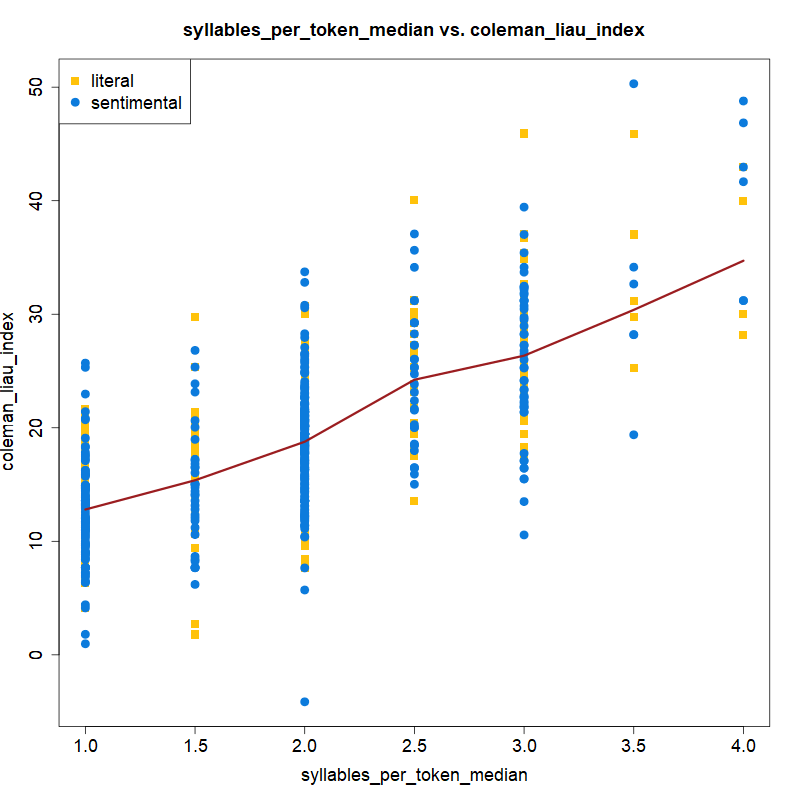 syllables_per_token_median vs. coleman_liau_index
literal
sentimental
50
40
30
20
10
0
coleman_liau_index
1.0 1.5 2.0 2.5 3.0 3.5 4.0
syllables_per_token_median